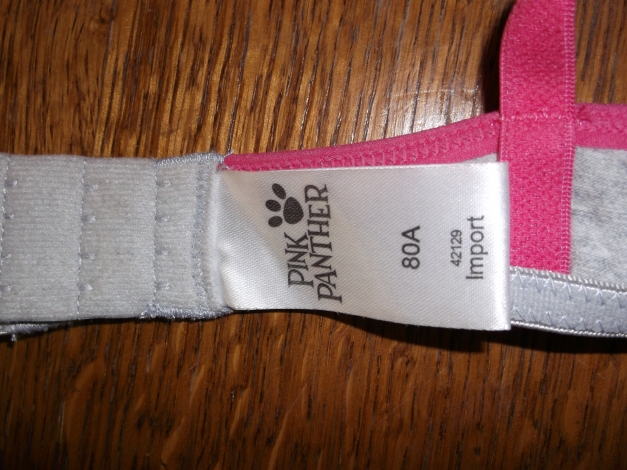 PINK
PANTHER
80A
42129
Import